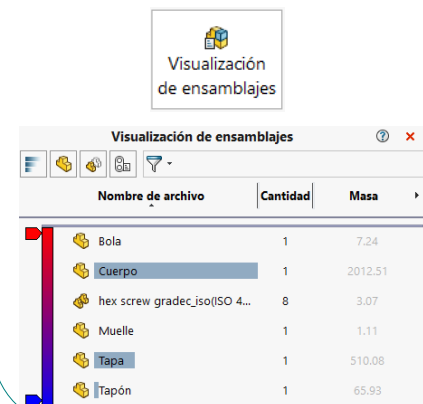 Visualización
de ensamblajes
Visualización de ensamblajes
Nombre de archivo Cantidad Masa
Bola 1 7.24
Cuerpo 1 2012.51
hex screw gradec_iso(ISO 4... 8 3.07
Muelle 1 1.11
Tapa 1 510.08
Tapón 1 65.93